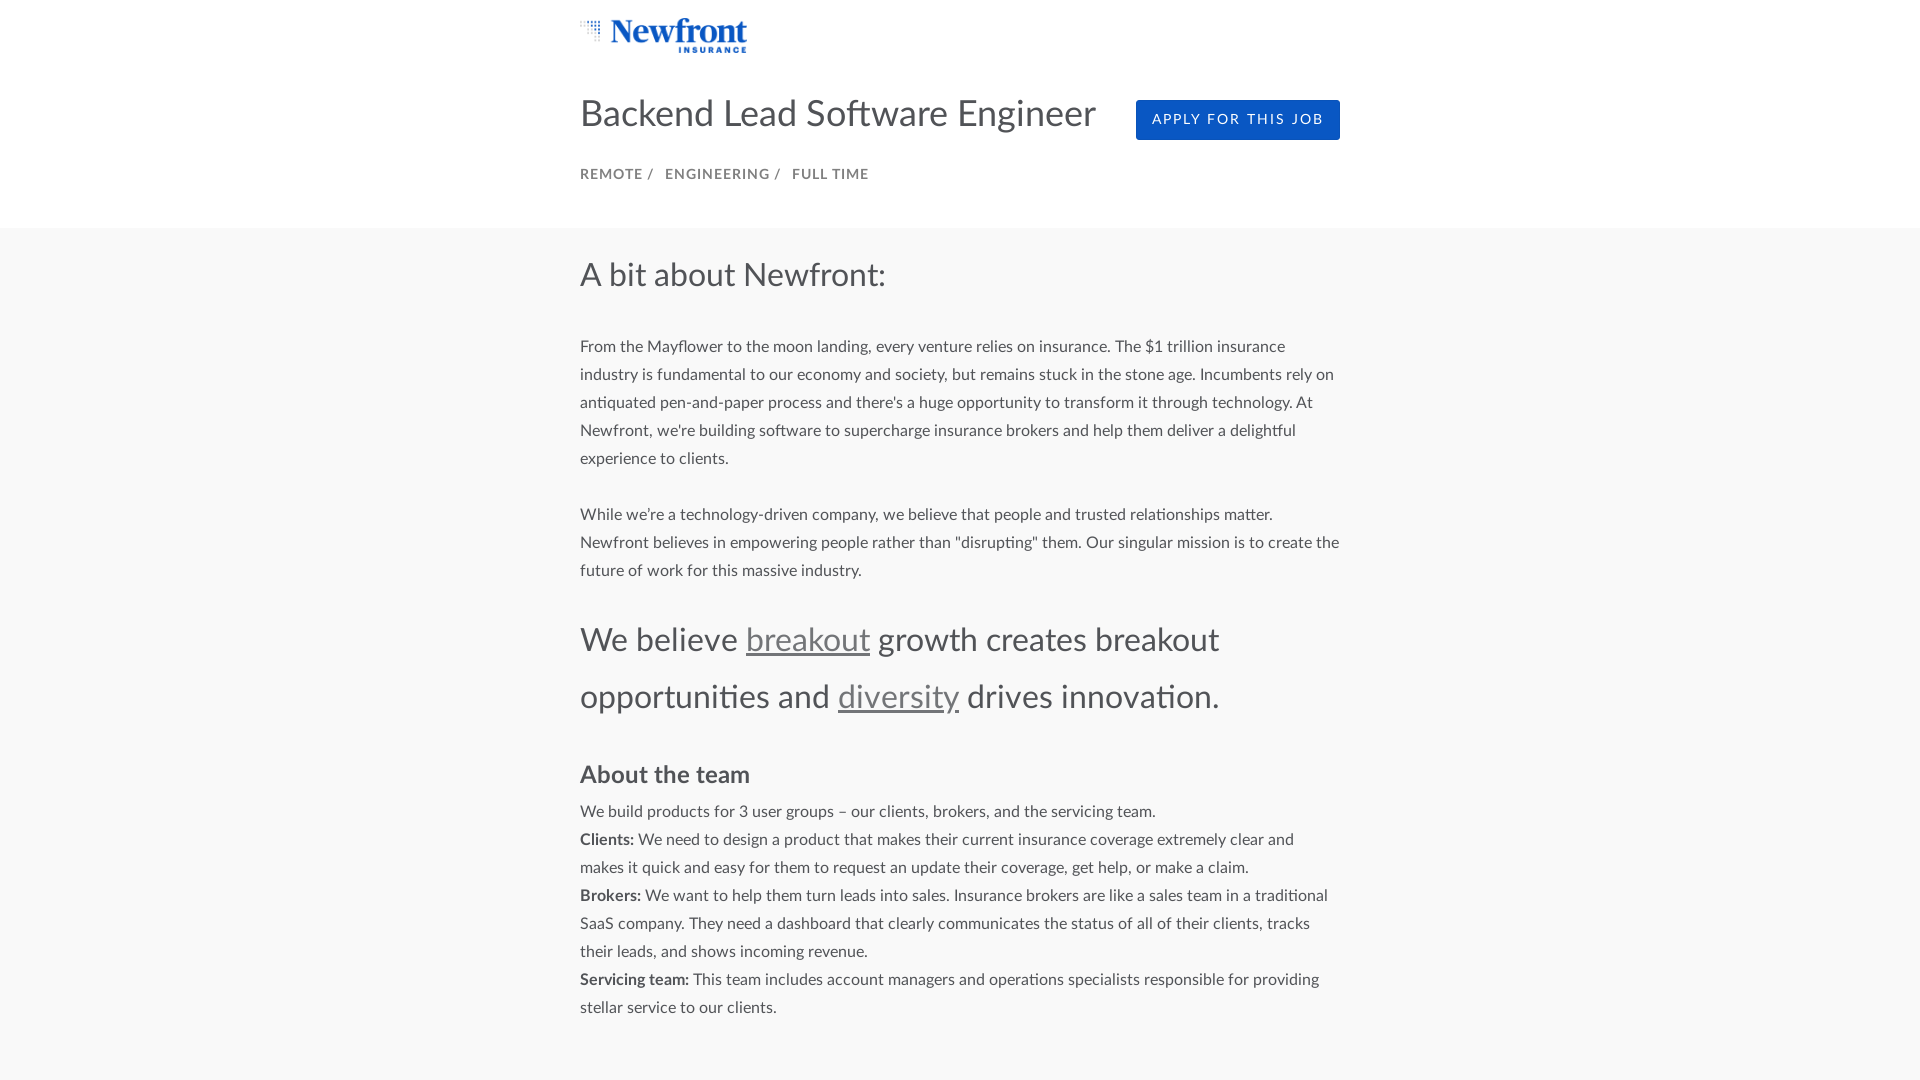 Newfront
INSURANCE
Backend Lead Software Engineer
APPLY FOR THIS JOB
REMOTE / ENGINEERING / FULL TIME
A bit about Newfront:
From the Mayflower to the moon landing, every venture relies on insurance. The $1 trillion insurance
industry is fundamental to our economy and society, but remains stuck in the stone age. Incumbents rely on
antiquated pen-and-paper process and there's a huge opportunity to transform it through technology. At
Newfront, we're building software to supercharge insurance brokers and help them deliver a delightful
experience to clients.
While we’re a technology-driven company, we believe that people and trusted relationships matter.
Newfront believes in empowering people rather than "disrupting" them. Our singular mission is to create the
future of work for this massive industry.
We believe breakout growth creates breakout
opportunities and diversity drives innovation.
About the team
We build products for 3 user groups – our clients, brokers, and the servicing team.
Clients: We need to design a product that makes their current insurance coverage extremely clear and
makes it quick and easy for them to request an update their coverage, get help, or make a claim.
Brokers: We want to help them turn leads into sales. Insurance brokers are like a sales team in a traditional
SaaS company. They need a dashboard that clearly communicates the status of all of their clients, tracks
their leads, and shows incoming revenue.
Servicing team: This team includes account managers and operations specialists responsible for providing
stellar service to our clients.